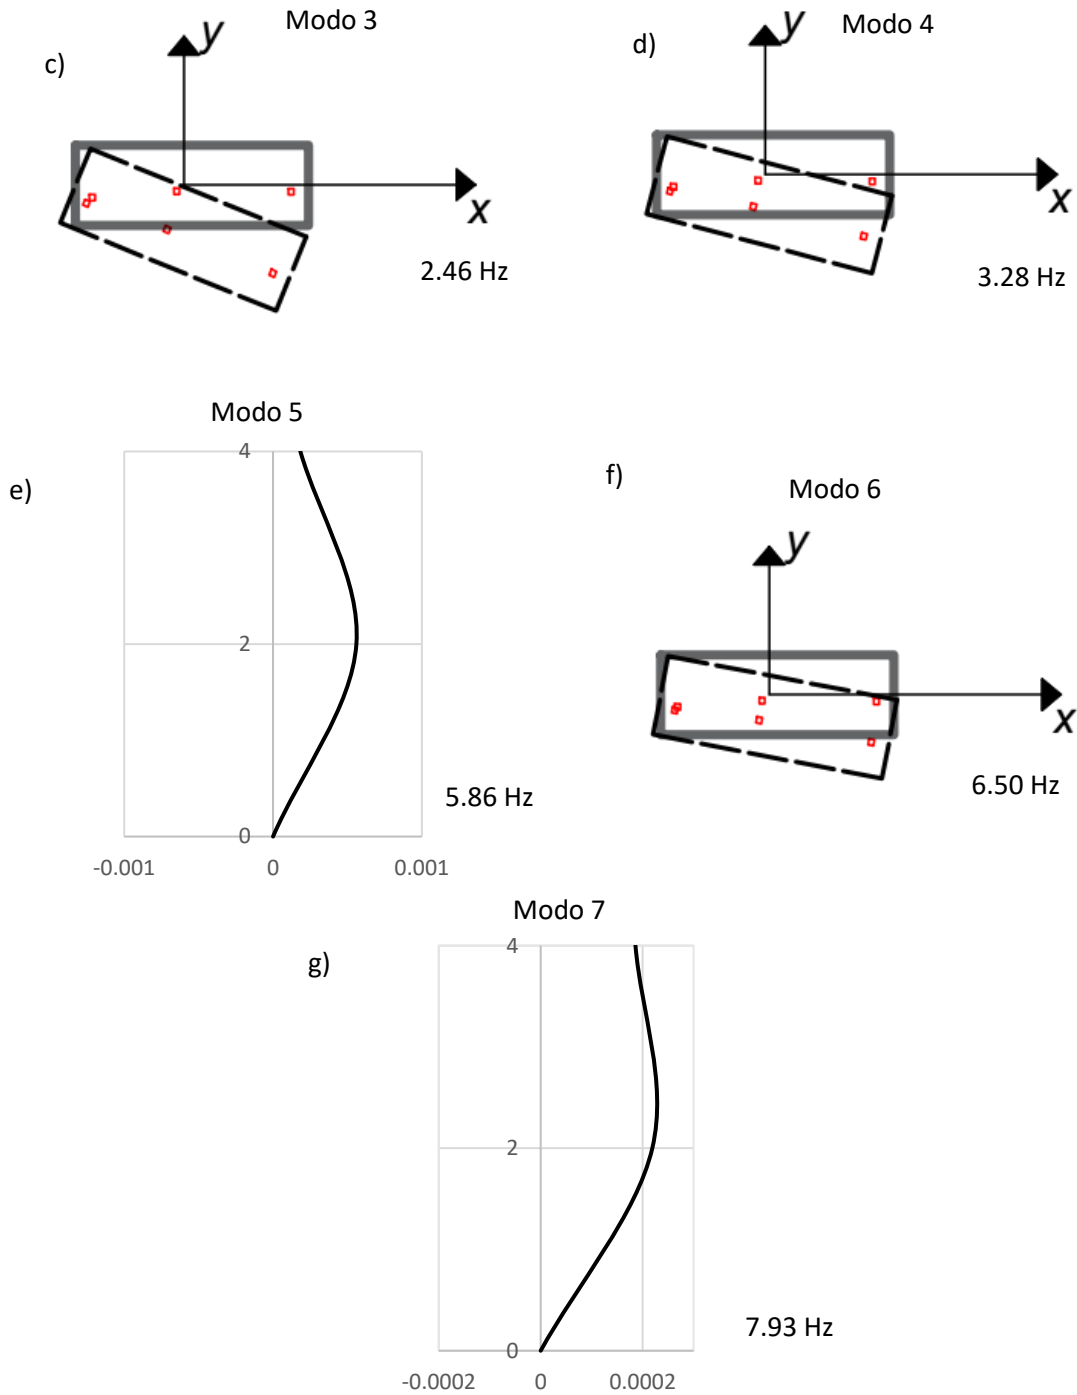 Modo 3
c)
y
x
2.46 Hz
Modo 4
d)
y
x
3.28 Hz
Modo 5
e)
4
2
0
-0.001 0 0.001
5.86 Hz
f)
Modo 6
y
x
6.50 Hz
Modo 7
g)
4
2
0
-0.0002 0 0.0002
7.93 Hz